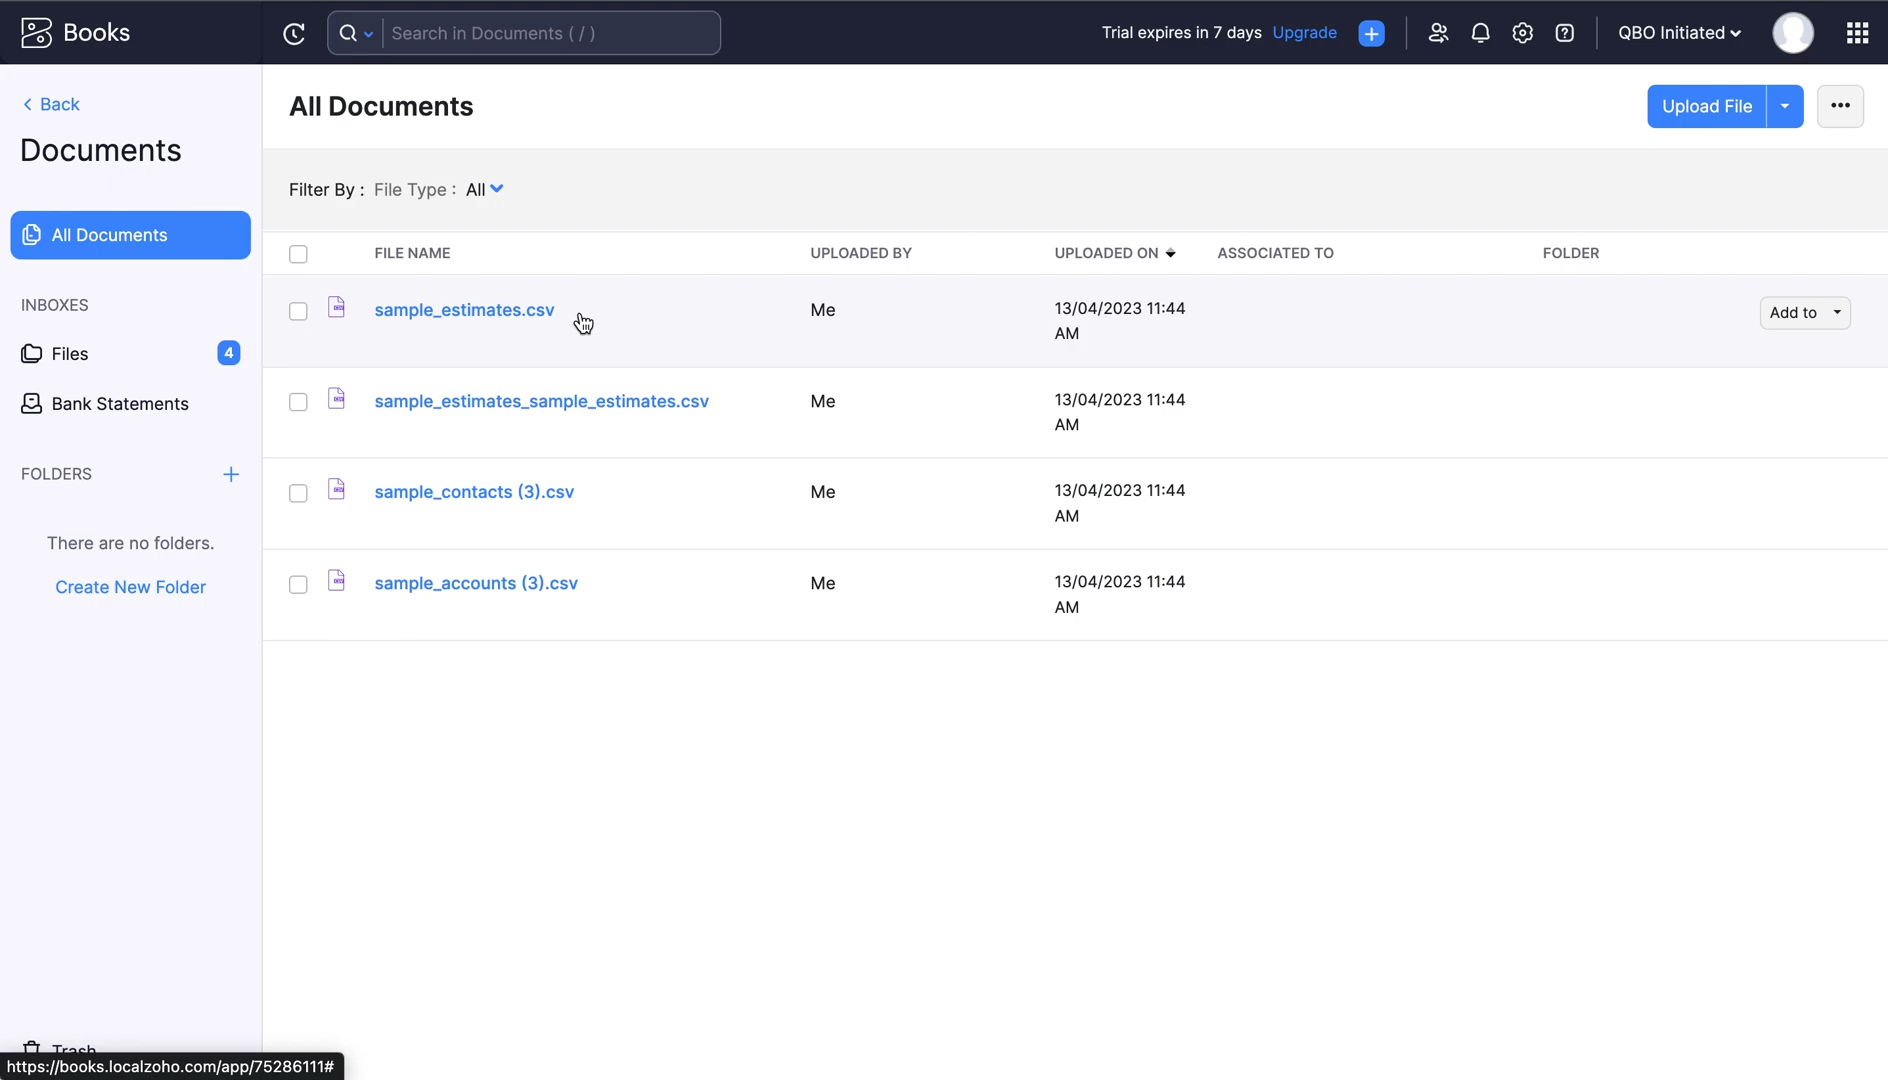 Books
Search in Documents ( / )
Trial expires in 7 days Upgrade
QBO Initiated
Back
Documents
All Documents
INBOXES
Files 4
Bank Statements
FOLDERS
There are no folders.
Create New Folder
Trash
https://books.localzoho.com/app/75286111#
All Documents
Upload File
Filter By : File Type : All
FILE NAME UPLOADED BY UPLOADED ON ASSOCIATED TO FOLDER
sample_estimates.csv Me 13/04/2023 11:44
AM
Add to
sample_estimates_sample_estimates.csv Me 13/04/2023 11:44
AM
sample_contacts (3).csv Me 13/04/2023 11:44
AM
sample_accounts (3).csv Me 13/04/2023 11:44
AM